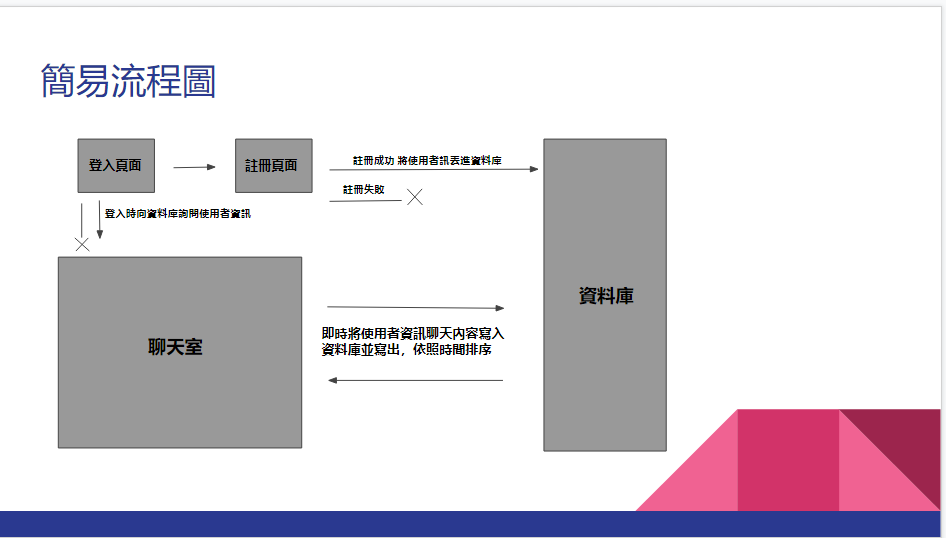 簡易流程圖
登入頁面
註冊頁面
註冊成功 將使用者訊丟進資料庫
註冊失敗
登入時向資料庫詢問使用者資訊
資料庫
即時將使用者資訊聊天內容寫入
資料庫並寫出，依照時間排序
聊天室